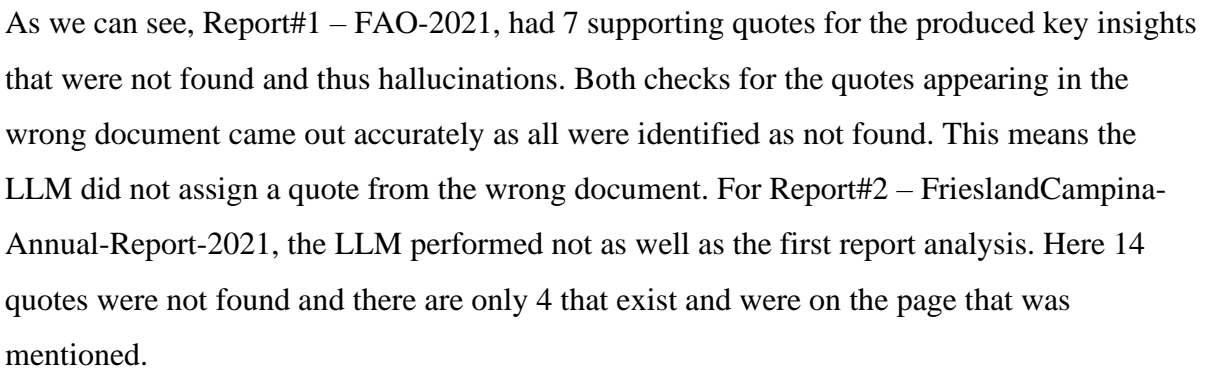 As we can see, Report#1 – FAO-2021, had 7 supporting quotes for the produced key insights
that were not found and thus hallucinations. Both checks for the quotes appearing in the
wrong document came out accurately as all were identified as not found. This means the
LLM did not assign a quote from the wrong document. For Report#2 – FrieslandCampina-
Annual-Report-2021, the LLM performed not as well as the first report analysis. Here 14
quotes were not found and there are only 4 that exist and were on the page that was
mentioned.